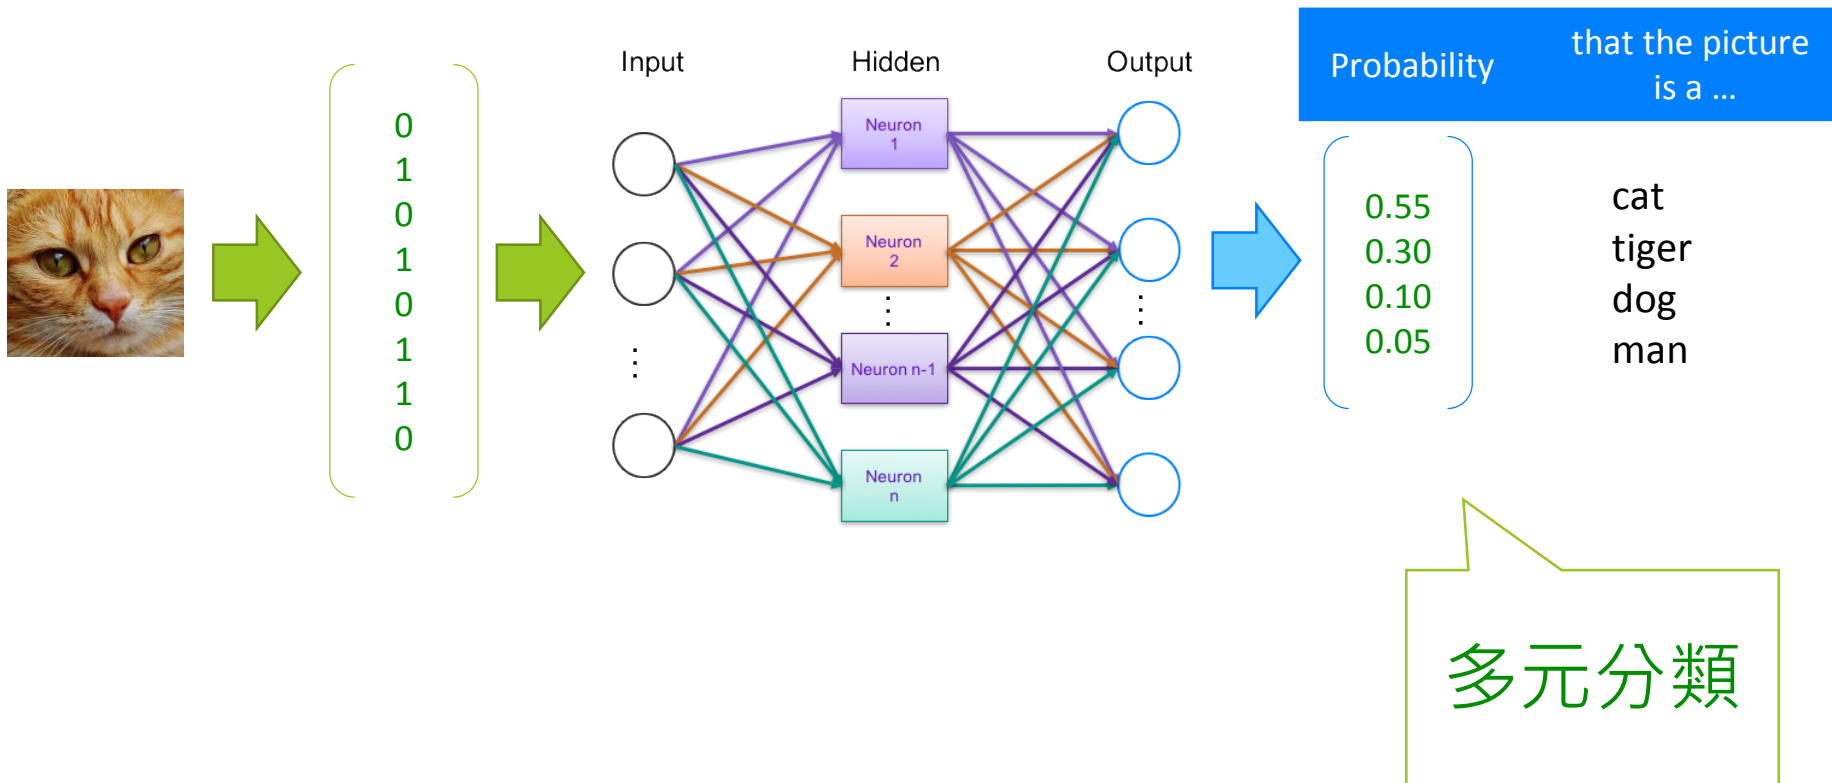 Input
Hidden
Output
Probability
that the picture
is a ...
0
1
0
1
0
1
1
0
Neuron
1
Neuron
2
Neuron n-1
Neuron
n
0.55
0.30
0.10
0.05
cat
tiger
dog
man
多元分類